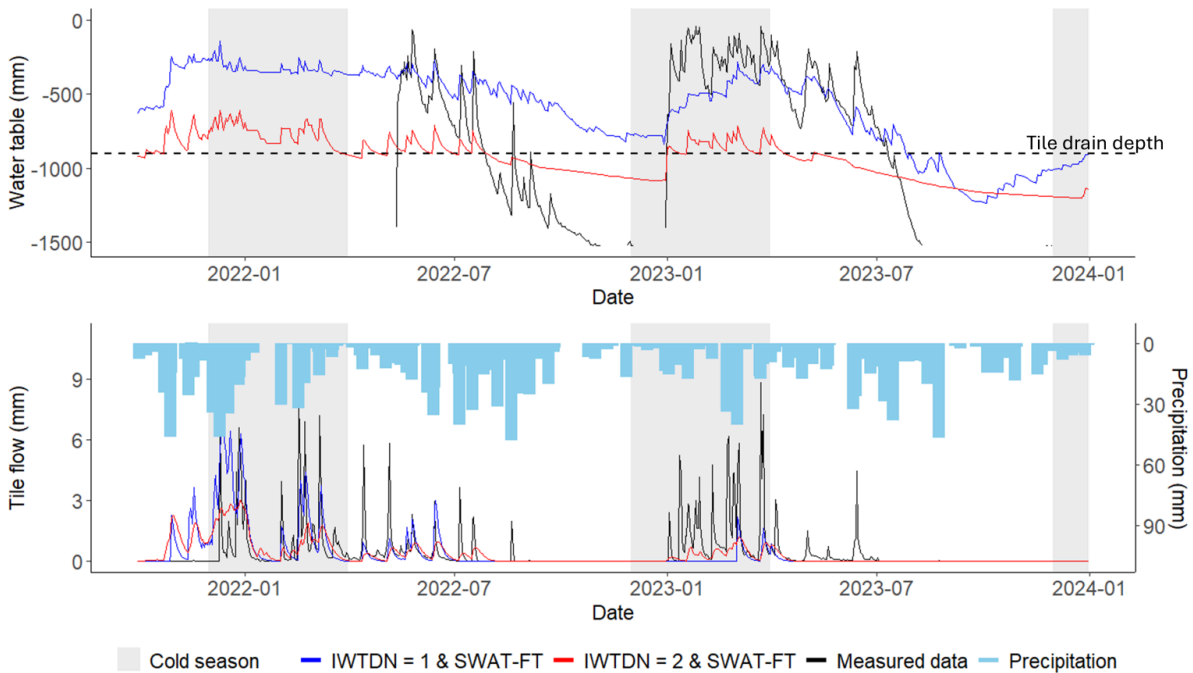 Water table (mm)
0
-500
-1000
-1500
Tile drain depth
2022-01 2022-07 2023-01 2023-07 2024-01
Date
Tile flow (mm)
9
6
3
0
Precipitation (mm)
0
30
60
90
2022-01 2022-07 2023-01 2023-07 2024-01
Date
Cold season IWTDN = 1 & SWAT-FT IWTDN = 2 & SWAT-FT Measured data Precipitation